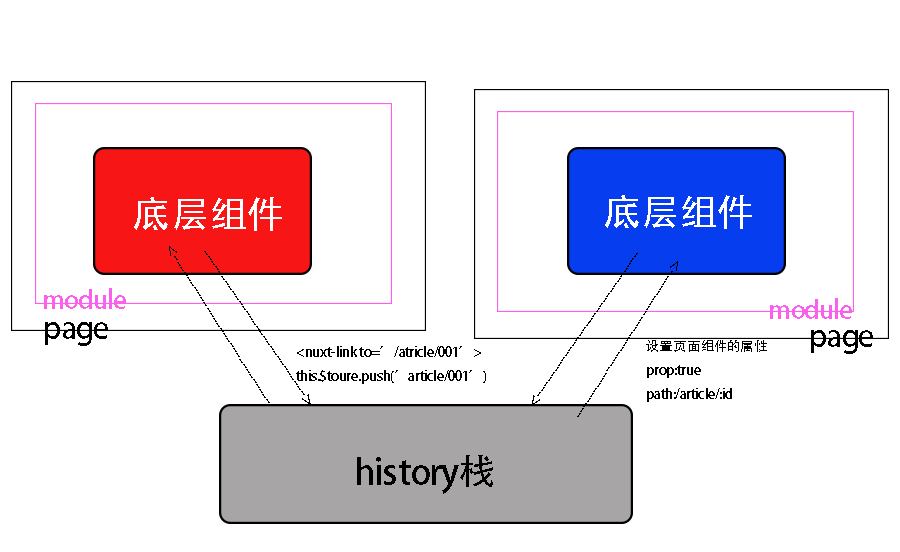 底层组件
module
page
底层组件
module
page
<nuxt-link to=′/atricle/001′>
this.$toure.push(′article/001′)
设置页面组件的属性
prop:true
path:/article/:id
history栈